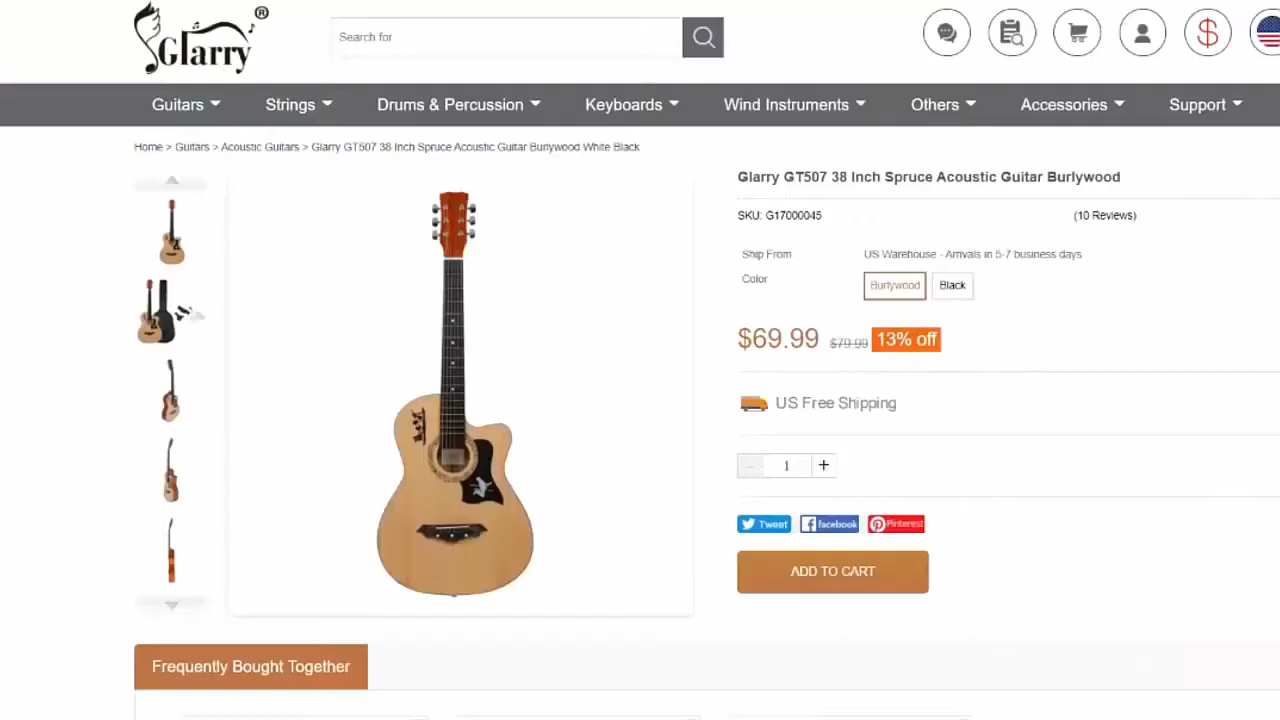 Glarry®
Search for
Guitars Strings Drums & Percussion Keyboards Wind Instruments Others Accessories Support
Home > Guitars > Acoustic Guitars > Glarry GT507 38 Inch Spruce Acoustic Guitar Burlywood White Black
Glarry GT507 38 Inch Spruce Acoustic Guitar Burlywood
SKU: G17000045 (10 Reviews)
Ship From US Warehouse - Arrivals in 5-7 business days
Color Burlywood Black
$69.99 $79.99 13% off
US Free Shipping
- 1 +
Tweet facebook Pinterest
ADD TO CART
Frequently Bought Together